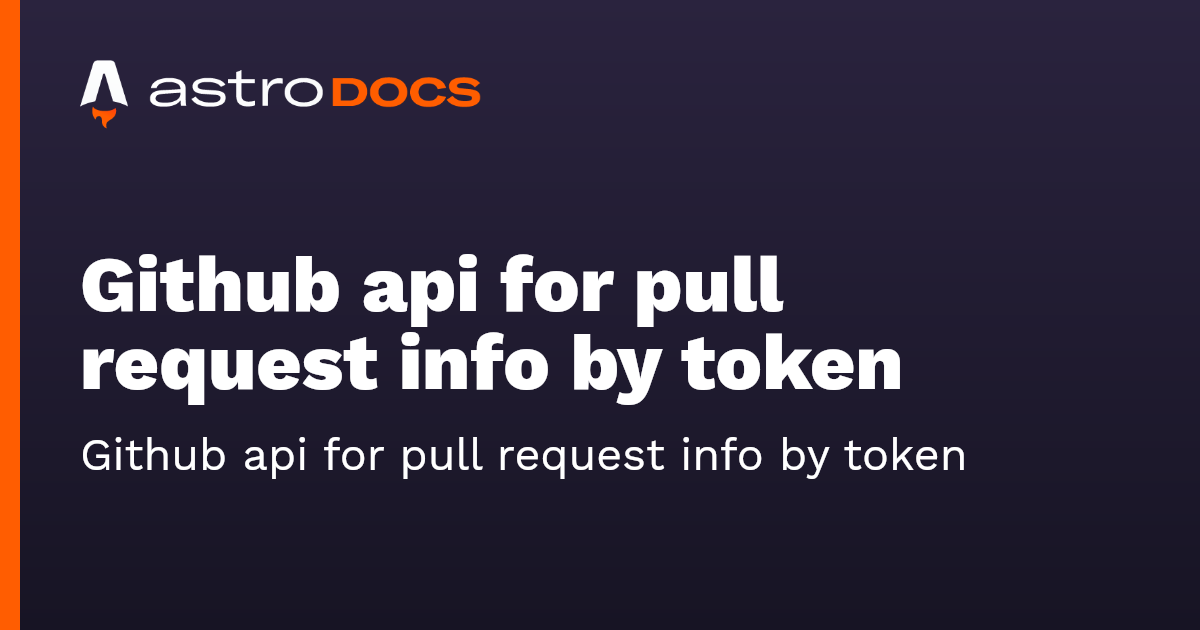 astro DOCS
Github api for pull
request info by token
Github api for pull request info by token